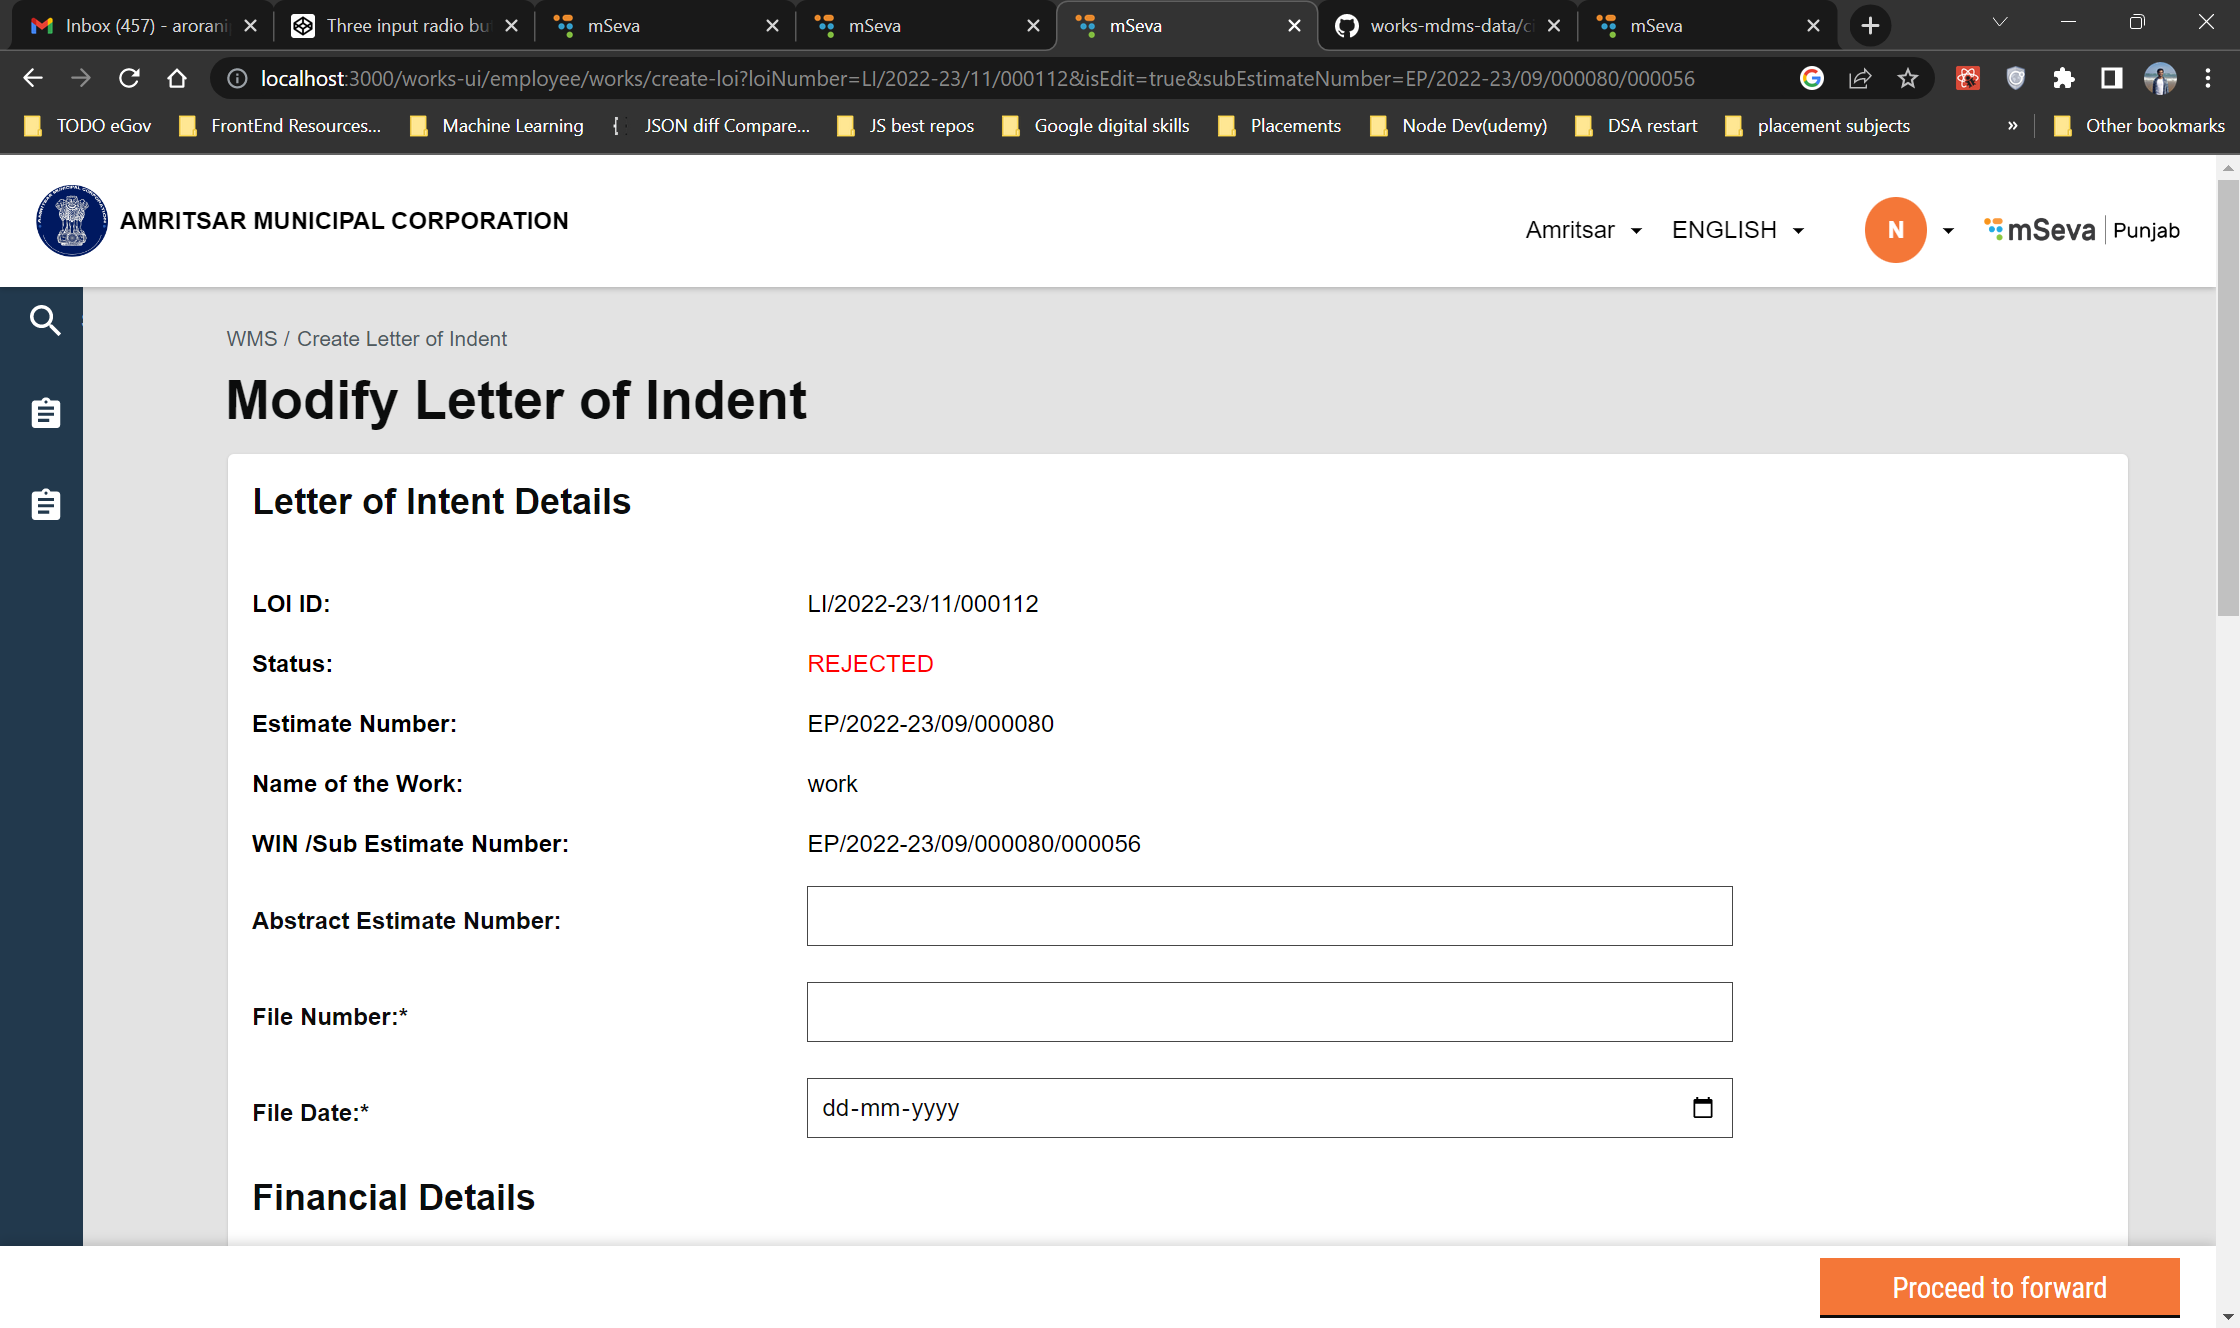 Inbox (457) - arorani
Three input radio bu
mSeva
mSeva
mSeva
works-mdms-data/ci
mSeva
localhost:3000/works-ui/employee/works/create-loi?loiNumber=LI/2022-23/11/000112&isEdit=true&subEstimateNumber=EP/2022-23/09/000080/000056
TODO eGov
FrontEnd Resources...
Machine Learning
JSON diff Compare...
JS best repos
Google digital skills
Placements
Node Dev(udemy)
DSA restart
placement subjects
»
Other bookmarks
AMRITSAR MUNICIPAL CORPORATION
Amritsar
ENGLISH
N
mSeva Punjab
WMS / Create Letter of Indent
Modify Letter of Indent
Letter of Intent Details
LOI ID: LI/2022-23/11/000112
Status: REJECTED
Estimate Number: EP/2022-23/09/000080
Name of the Work: work
WIN /Sub Estimate Number: EP/2022-23/09/000080/000056
Abstract Estimate Number:
File Number:*
File Date:* dd-mm-yyyy
Financial Details
Proceed to forward